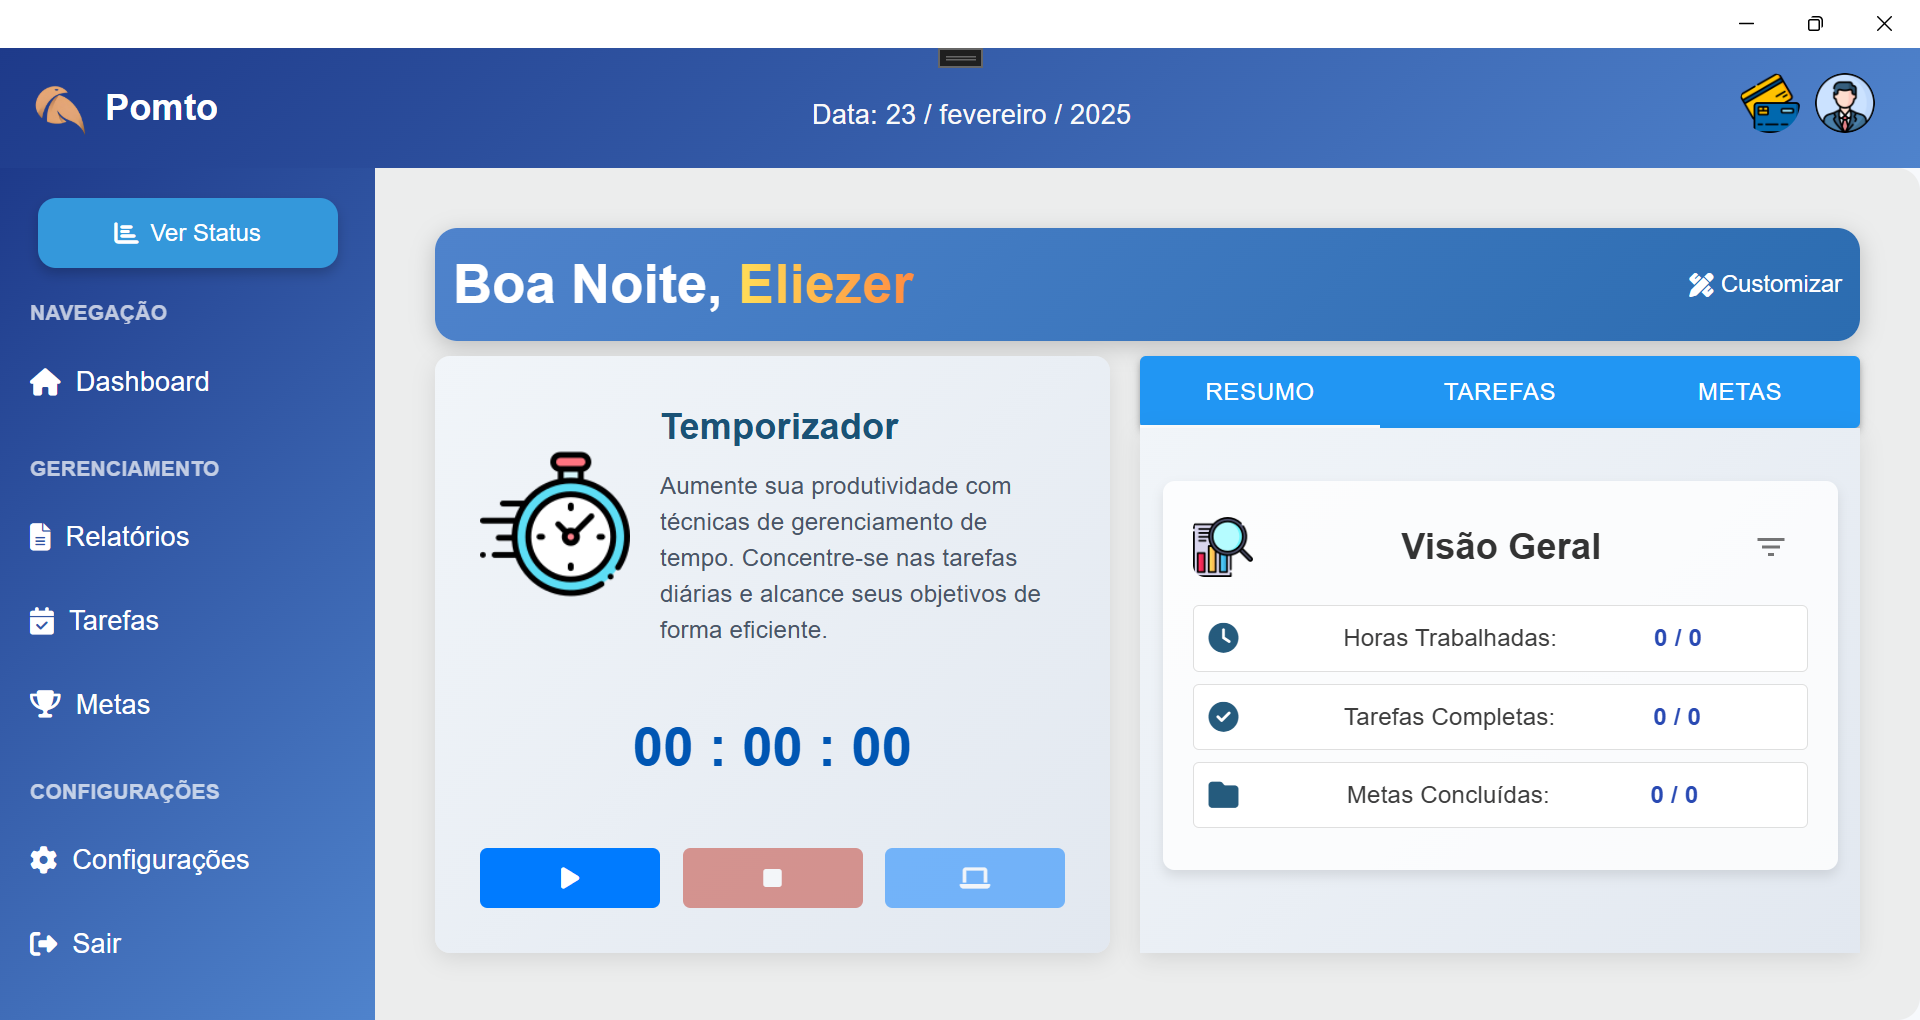 Pomto
Data: 23 / fevereiro / 2025
Ver Status
NAVEGAÇÃO
Dashboard
GERENCIAMENTO
Relatórios
Tarefas
Metas
CONFIGURAÇÕES
Configurações
Sair
Boa Noite, Eliezer
Customizar
Temporizador
Aumente sua produtividade com
técnicas de gerenciamento de
tempo. Concentre-se nas tarefas
diárias e alcance seus objetivos de
forma eficiente.
00 : 00 : 00
RESUMO TAREFAS METAS
Visão Geral
Horas Trabalhadas: 0 / 0
Tarefas Completas: 0 / 0
Metas Concluídas: 0 / 0